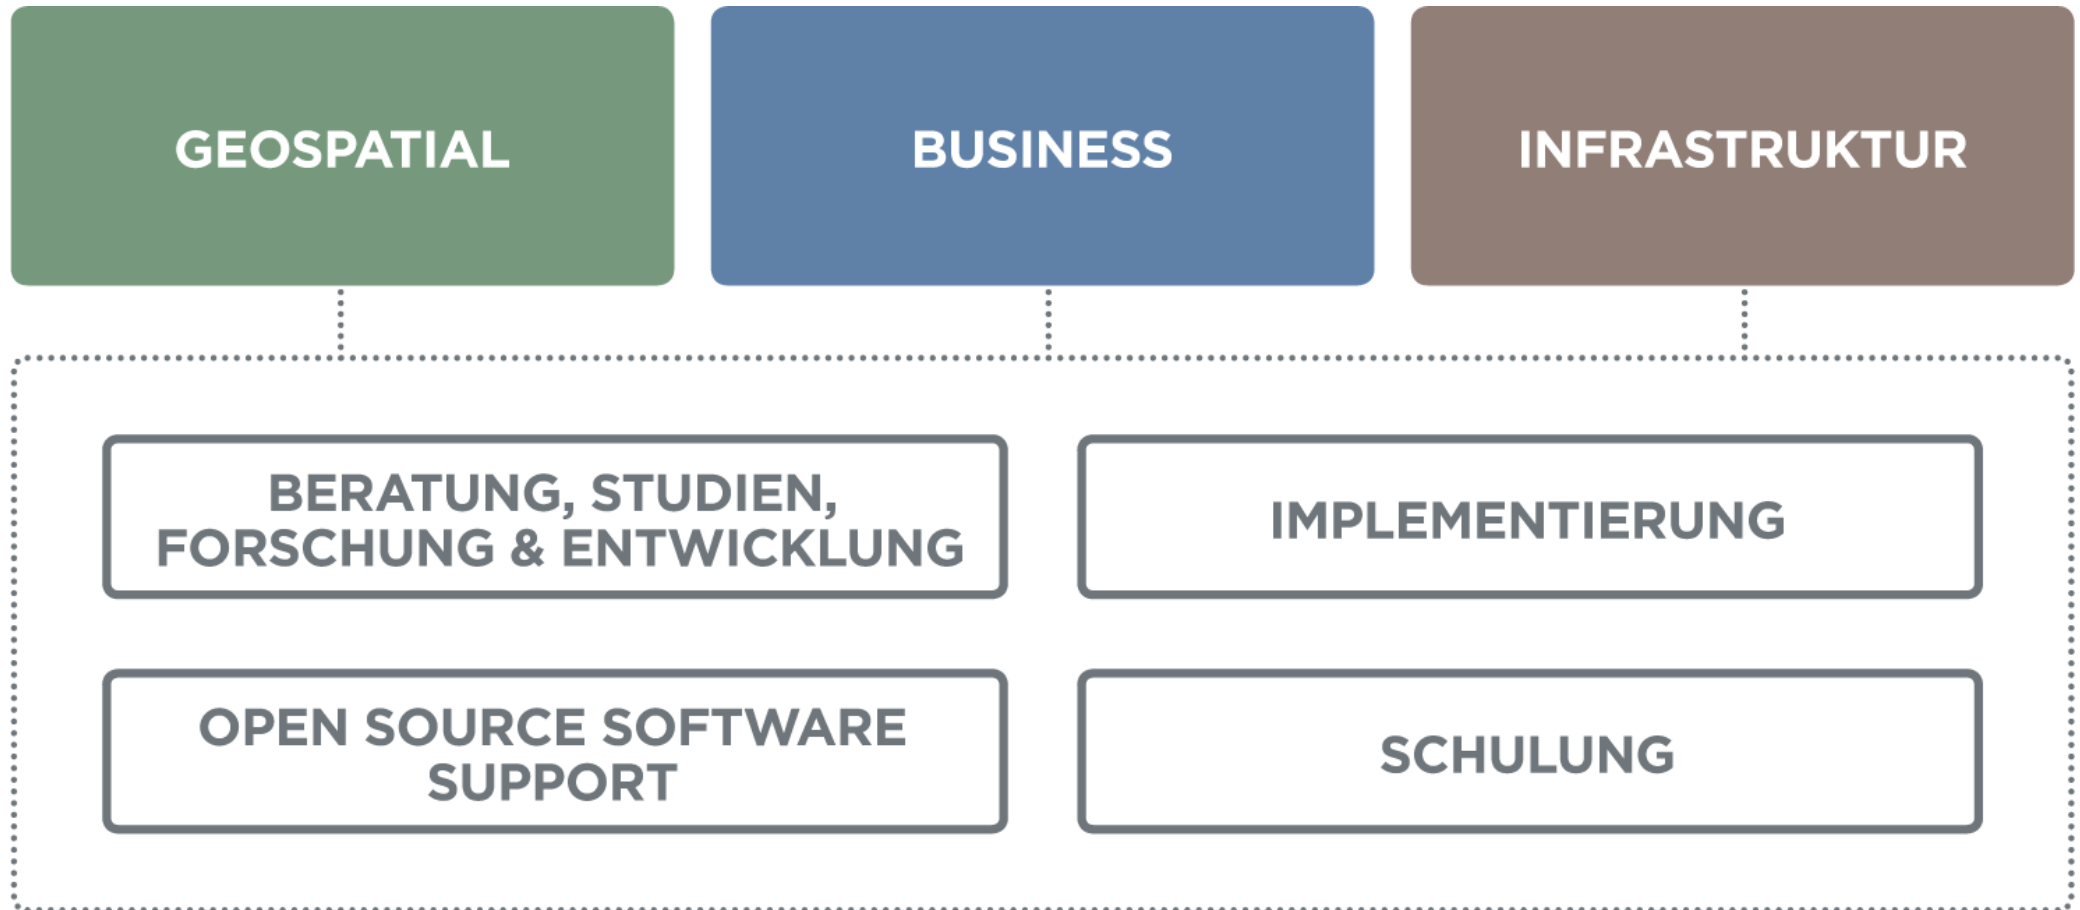 GEOSPATIAL
BUSINESS
INFRASTRUKTUR
BERATUNG, STUDIEN,
FORSCHUNG & ENTWICKLUNG
IMPLEMENTIERUNG
OPEN SOURCE SOFTWARE
SUPPORT
SCHULUNG